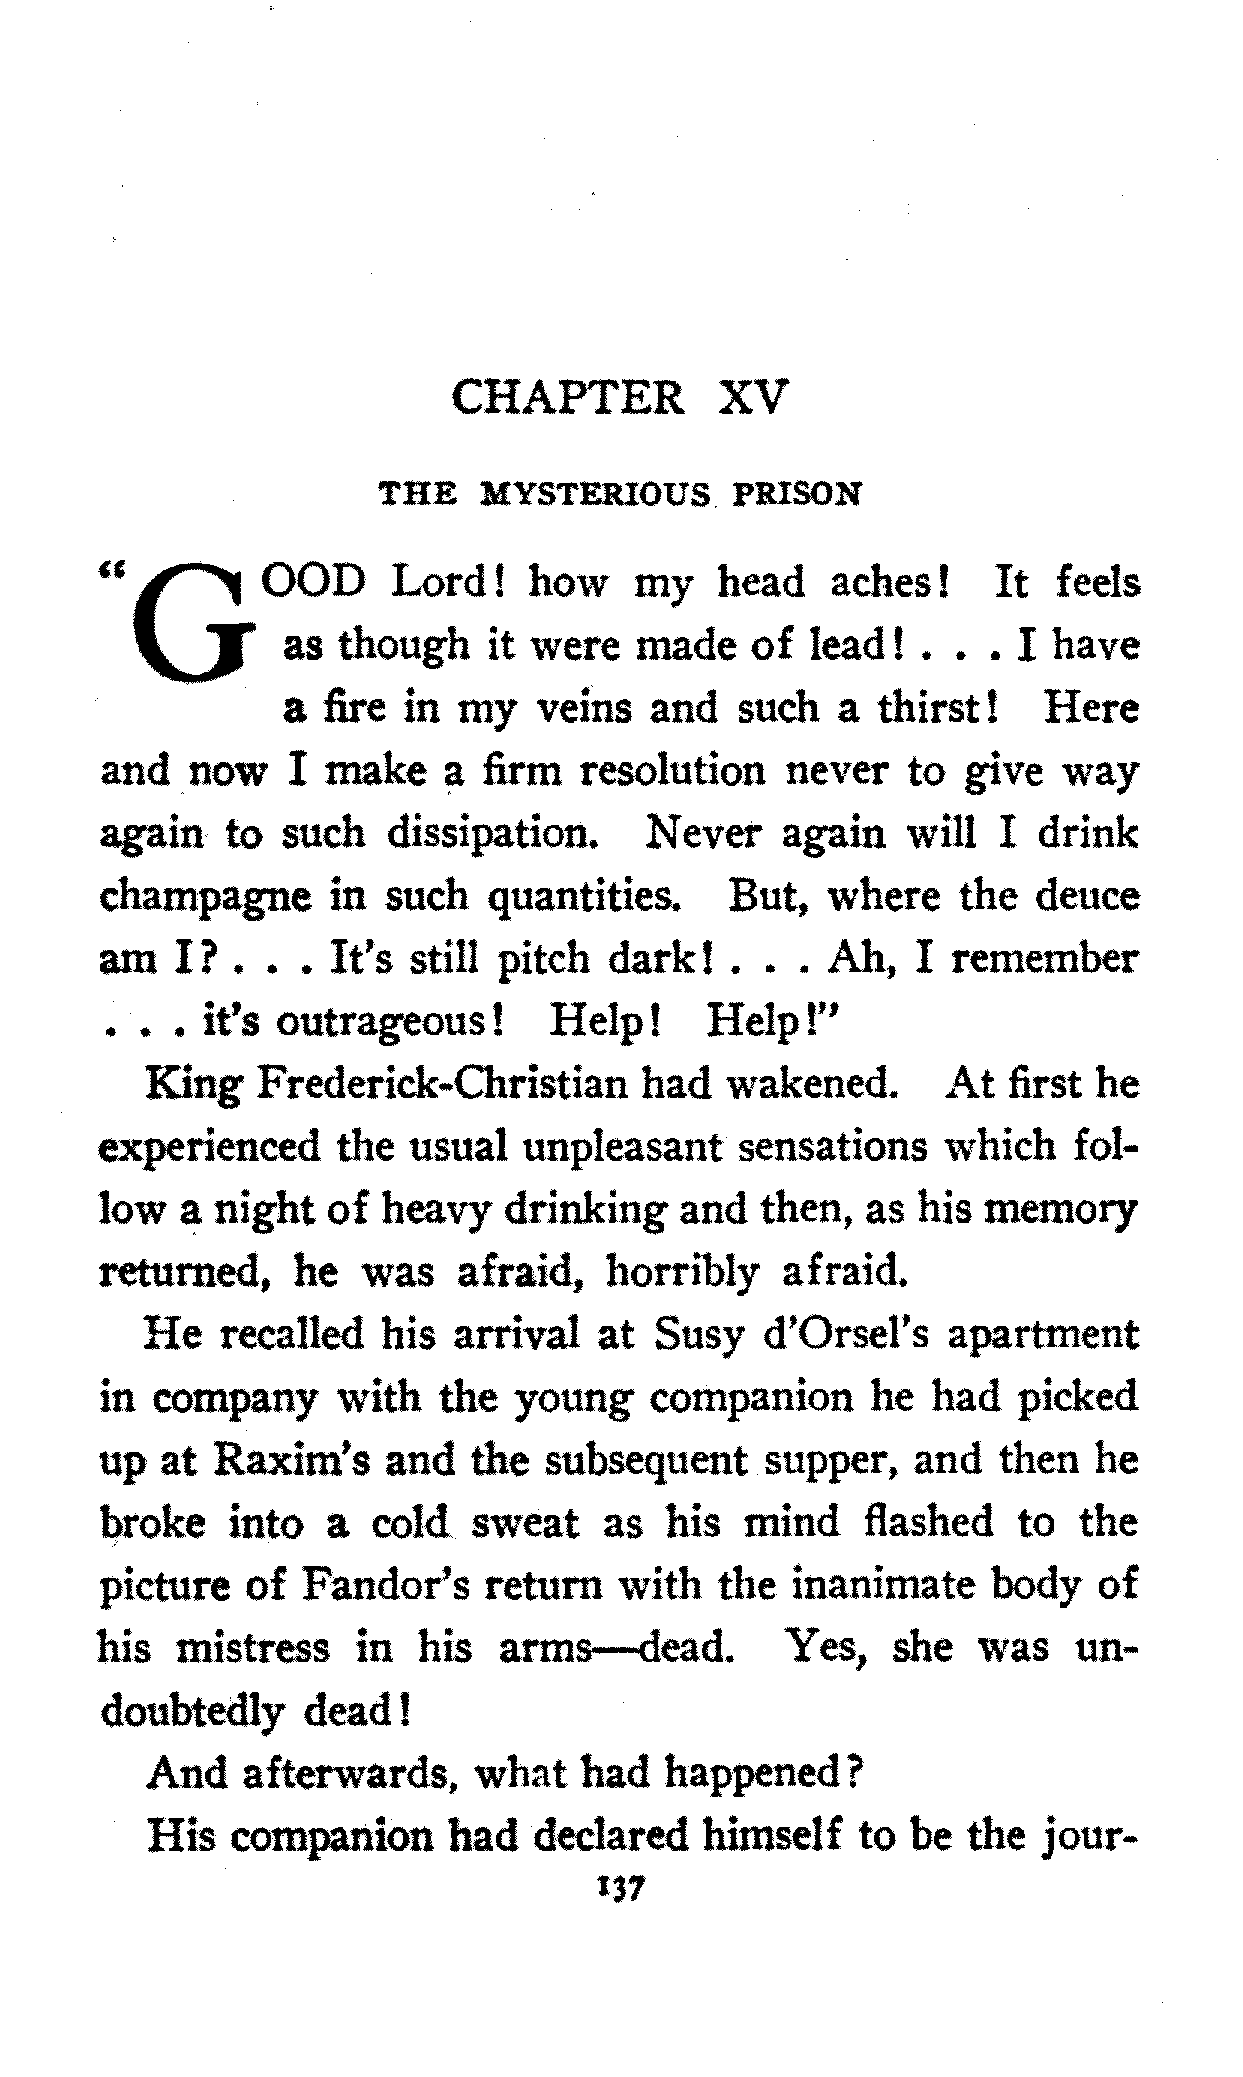 CHAPTER XV
THE MYSTERIOUS PRISON
"GOOD Lord! how my head aches! It feels
as though it were made of lead! . . . I have
a fire in my veins and such a thirst! Here
and now I make a firm resolution never to give way
again to such dissipation. Never again will I drink
champagne in such quantities. But, where the deuce
am I? . . . It's still pitch dark! . . . Ah, I remember
. . . it's outrageous! Help! Help!"
King Frederick-Christian had wakened. At first he
experienced the usual unpleasant sensations which fol-
low a night of heavy drinking and then, as his memory
returned, he was afraid, horribly afraid.
He recalled his arrival at Susy d'Orsel's apartment
in company with the young companion he had picked
up at Raxim's and the subsequent supper, and then he
broke into a cold sweat as his mind flashed to the
picture of Fandor's return with the inanimate body of
his mistress in his arms—dead. Yes, she was un-
doubtedly dead!
And afterwards, what had happened?
His companion had declared himself to be the jour-
137